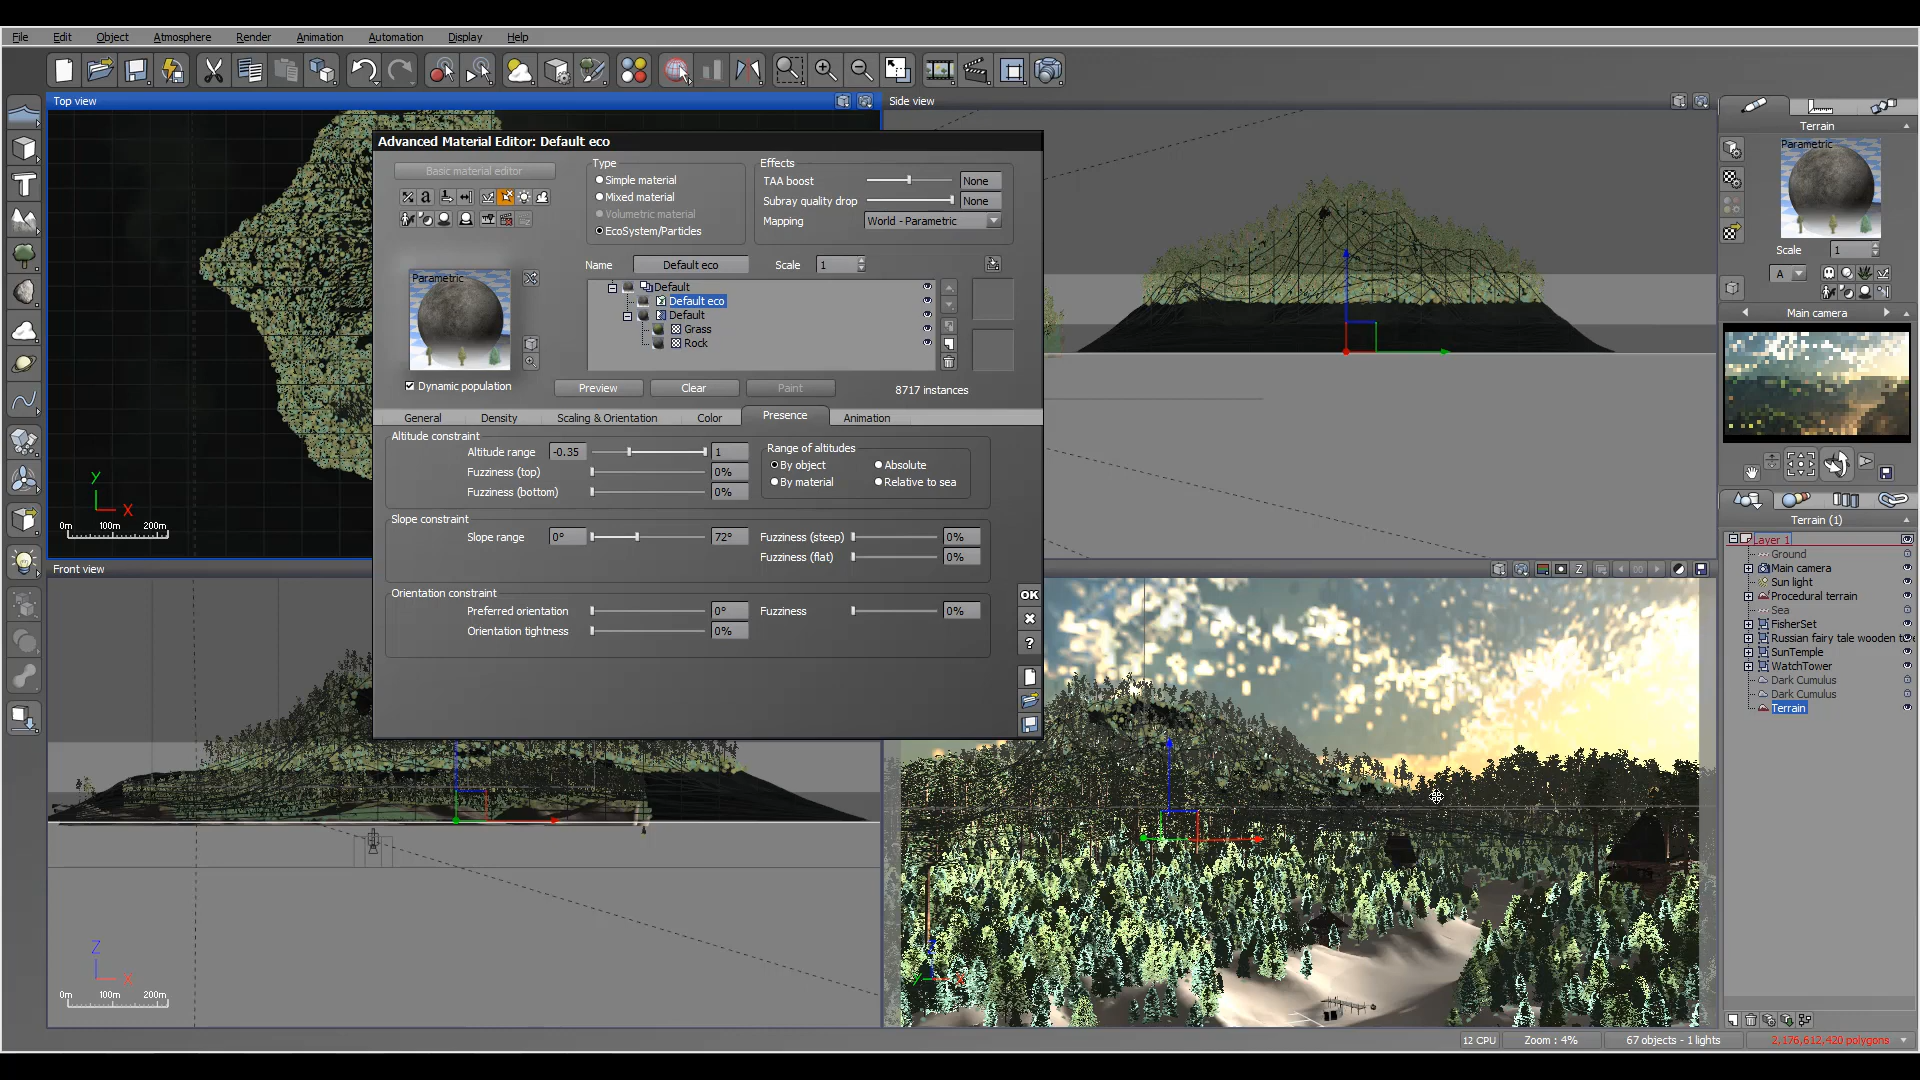 File Edit Object Atmosphere Render Animation Automation Display Help
Top view
Side view
Front view
Advanced Material Editor: Default eco
Basic material editor
Type
Simple material
Mixed material
Volumetric material
EcoSystem/Particles
Effects
TAA boost None
Subray quality drop None
Mapping World - Parametric
Name Default eco Scale 1
Parametric
Default
Default eco
Default
Grass
Rock
Dynamic population
Preview Clear Paint
8717 instances
General Density Scaling & Orientation Color Presence Animation
Altitude constraint
Altitude range -0.35 1
Fuzziness (top) 0%
Fuzziness (bottom) 0%
Range of altitudes
By object Absolute
By material Relative to sea
Slope constraint
Slope range 0° 72° Fuzziness (steep) 0%
Fuzziness (flat) 0%
Orientation constraint
Preferred orientation 0° Fuzziness 0%
Orientation tightness 0%
OK
?
Y
X
0m 100m 200m
Z
X
0m 100m 200m
Z
Y X
Z
Terrain
Parametric
Scale 1
A
Main camera
Terrain (1)
Layer 1
Ground
Main camera
Sun light
Procedural terrain
Sea
FisherSet
Russian fairy tale wooden
SunTemple
WatchTower
Dark Cumulus
Dark Cumulus
Terrain
12 CPU Zoom : 4% 67 objects - 1 lights 2,176,612,420 polygons